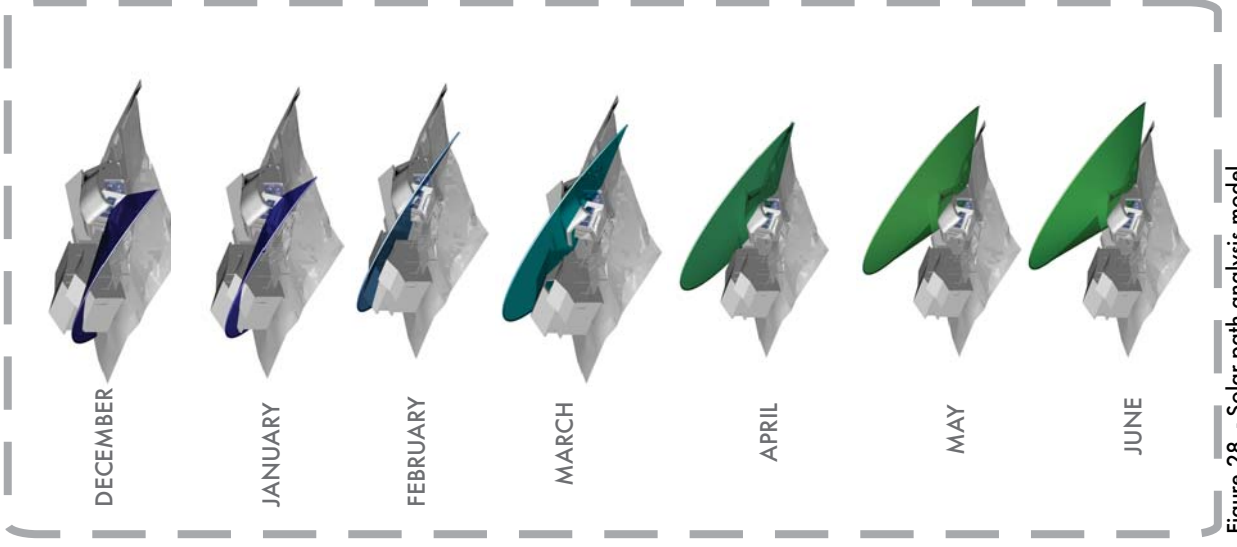 DECEMBER
JANUARY
FEBRUARY
MARCH
APRIL
MAY
JUNE
Figure 28 - Solar path analysis model